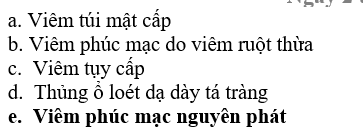 a. Viêm túi mật cấp
b. Viêm phúc mạc do viêm ruột thừa
c. Viêm tụy cấp
d. Thủng ổ loét dạ dày tá tràng
e. Viêm phúc mạc nguyên phát